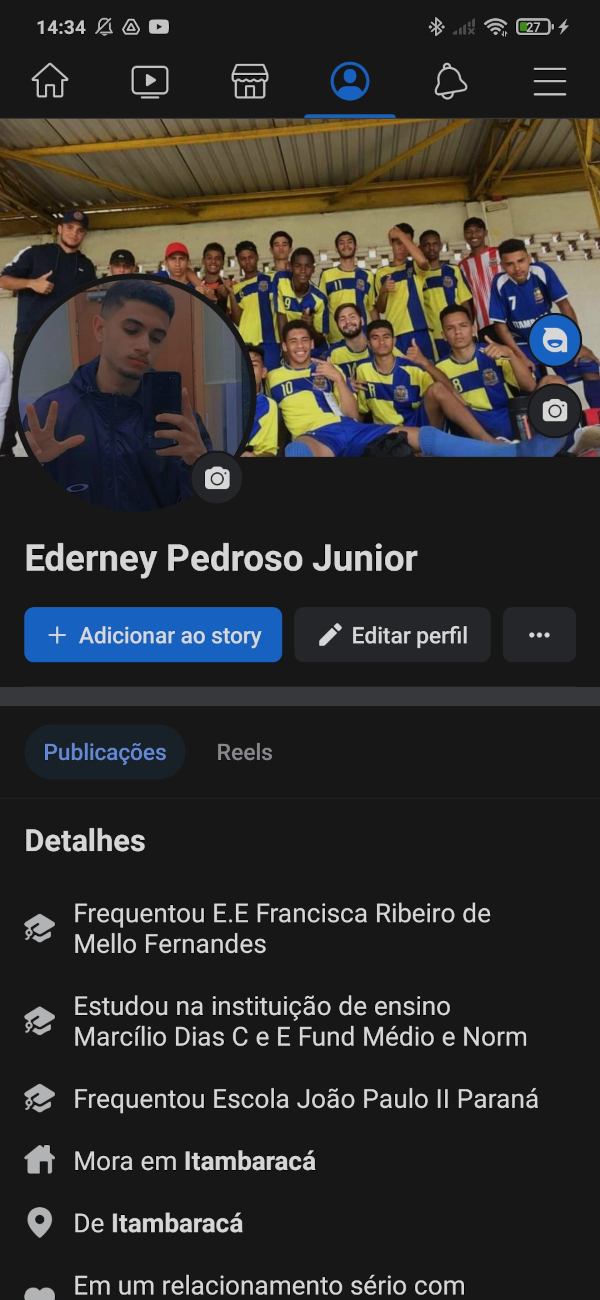 14:34
27
Ederney Pedroso Junior
+ Adicionar ao story
Editar perfil
...
Publicações
Reels
Detalhes
Frequentou E.E Francisca Ribeiro de
Mello Fernandes
Estudou na instituição de ensino
Marcílio Dias C e E Fund Médio e Norm
Frequentou Escola João Paulo II Paraná
Mora em Itambaracá
De Itambaracá
Em um relacionamento sério com